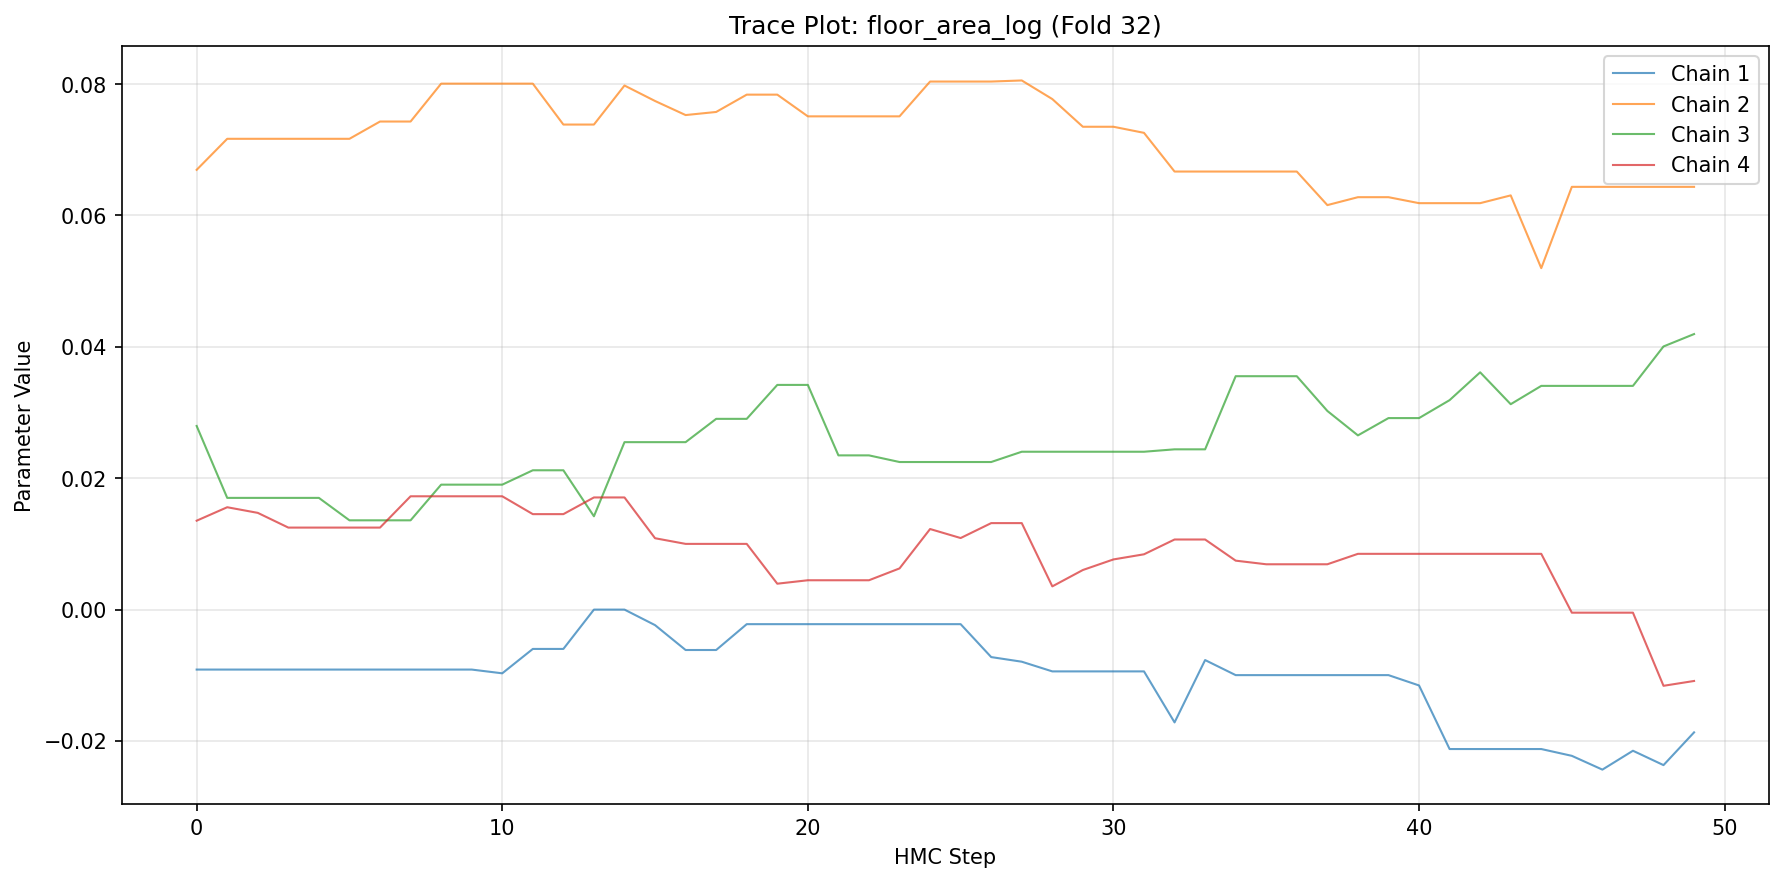 Trace Plot: floor_area_log (Fold 32)
Chain 1
Chain 2
Chain 3
Chain 4
0.08
0.06
0.04
0.02
0.00
−0.02
Parameter Value
0 10 20 30 40 50
HMC Step